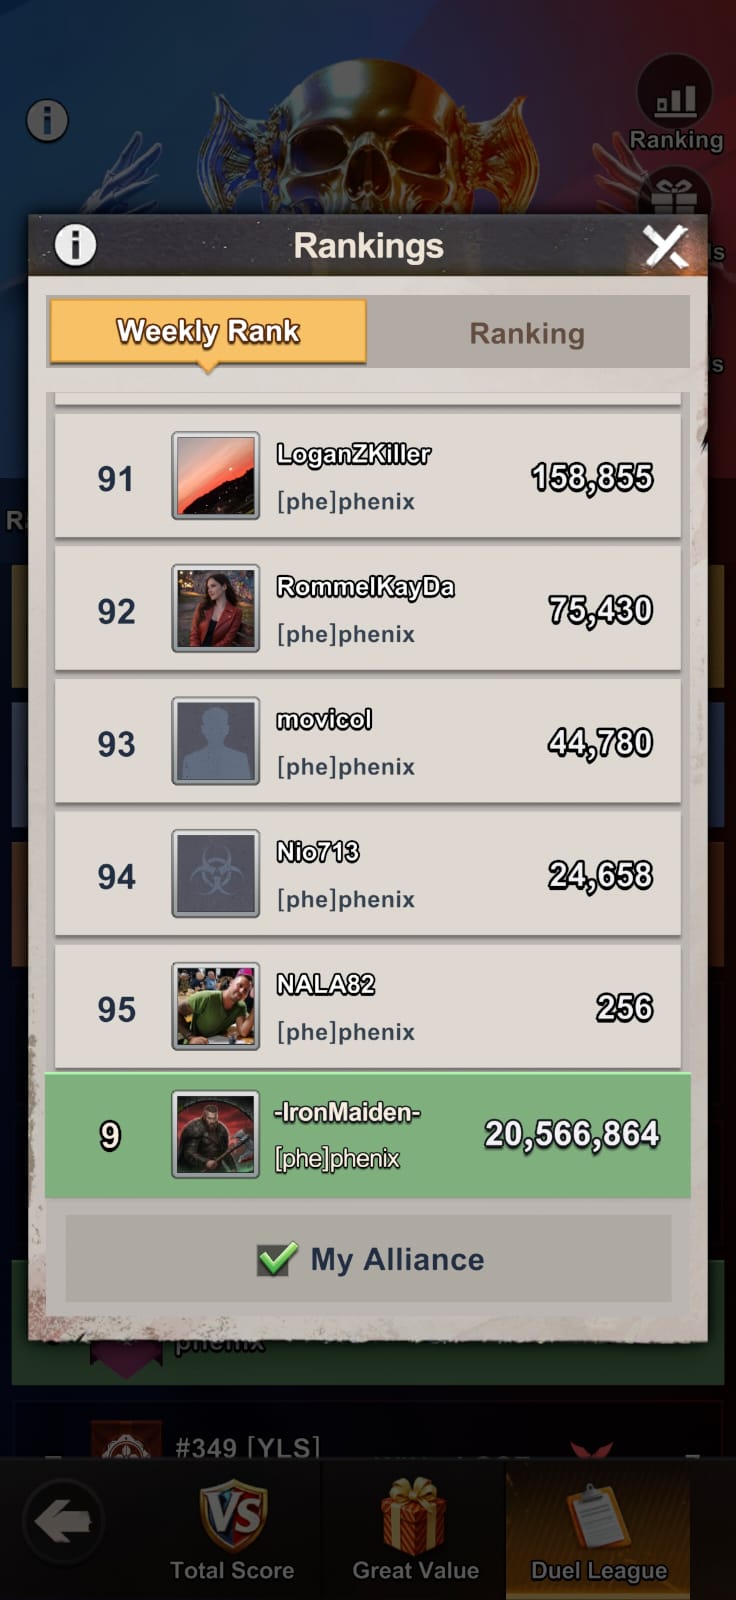 Ranking
Rankings
Weekly Rank
Ranking
91
LoganZKiller
[phe]phenix
158,855
92
RommelKayDa
[phe]phenix
75,430
93
movicol
[phe]phenix
44,780
94
Nio713
[phe]phenix
24,658
95
NALA82
[phe]phenix
256
9
-IronMaiden-
[phe]phenix
20,566,864
My Alliance
phenix
#349 [YLS]
VS
Total Score
Great Value
Duel League